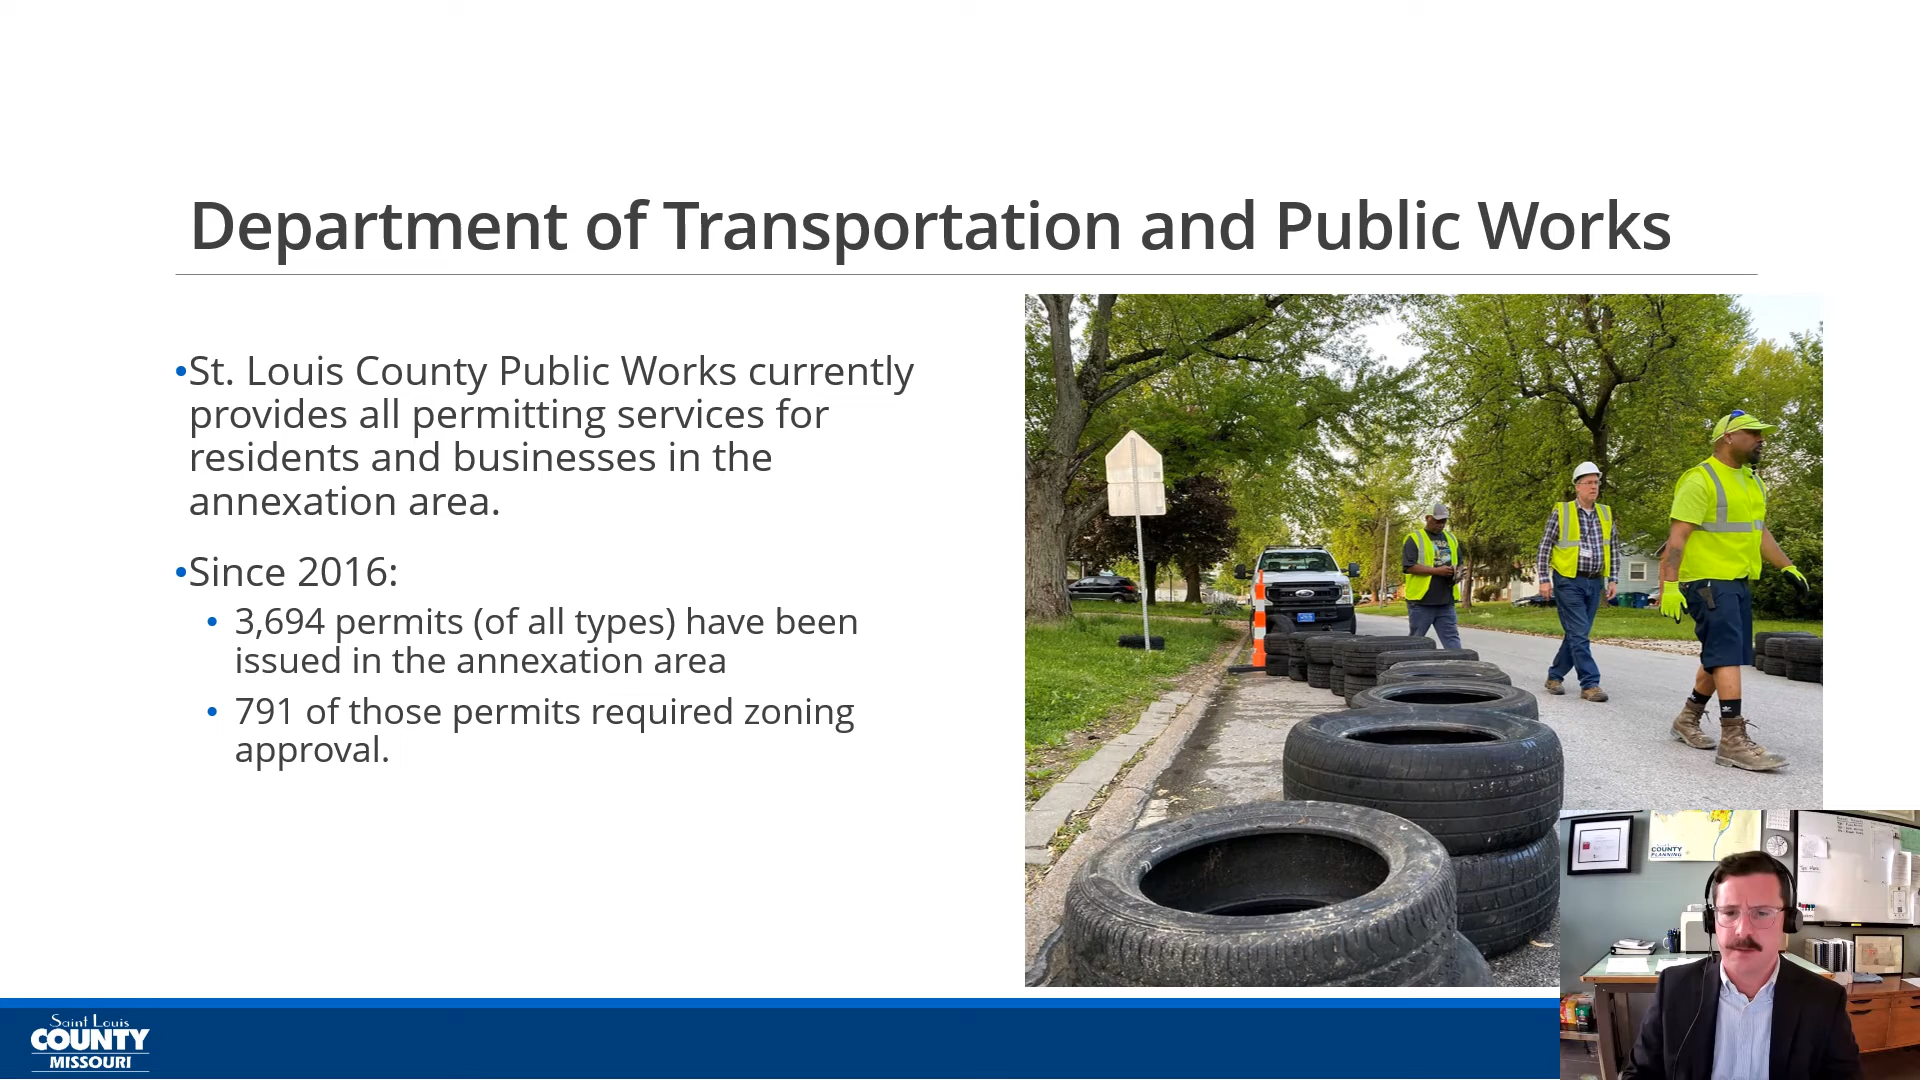 Department of Transportation and Public Works
•St. Louis County Public Works currently
provides all permitting services for
residents and businesses in the
annexation area.
•Since 2016:
• 3,694 permits (of all types) have been
issued in the annexation area
• 791 of those permits required zoning
approval.
COUNTY
PLANNING
Saint Louis
COUNTY
MISSOURI